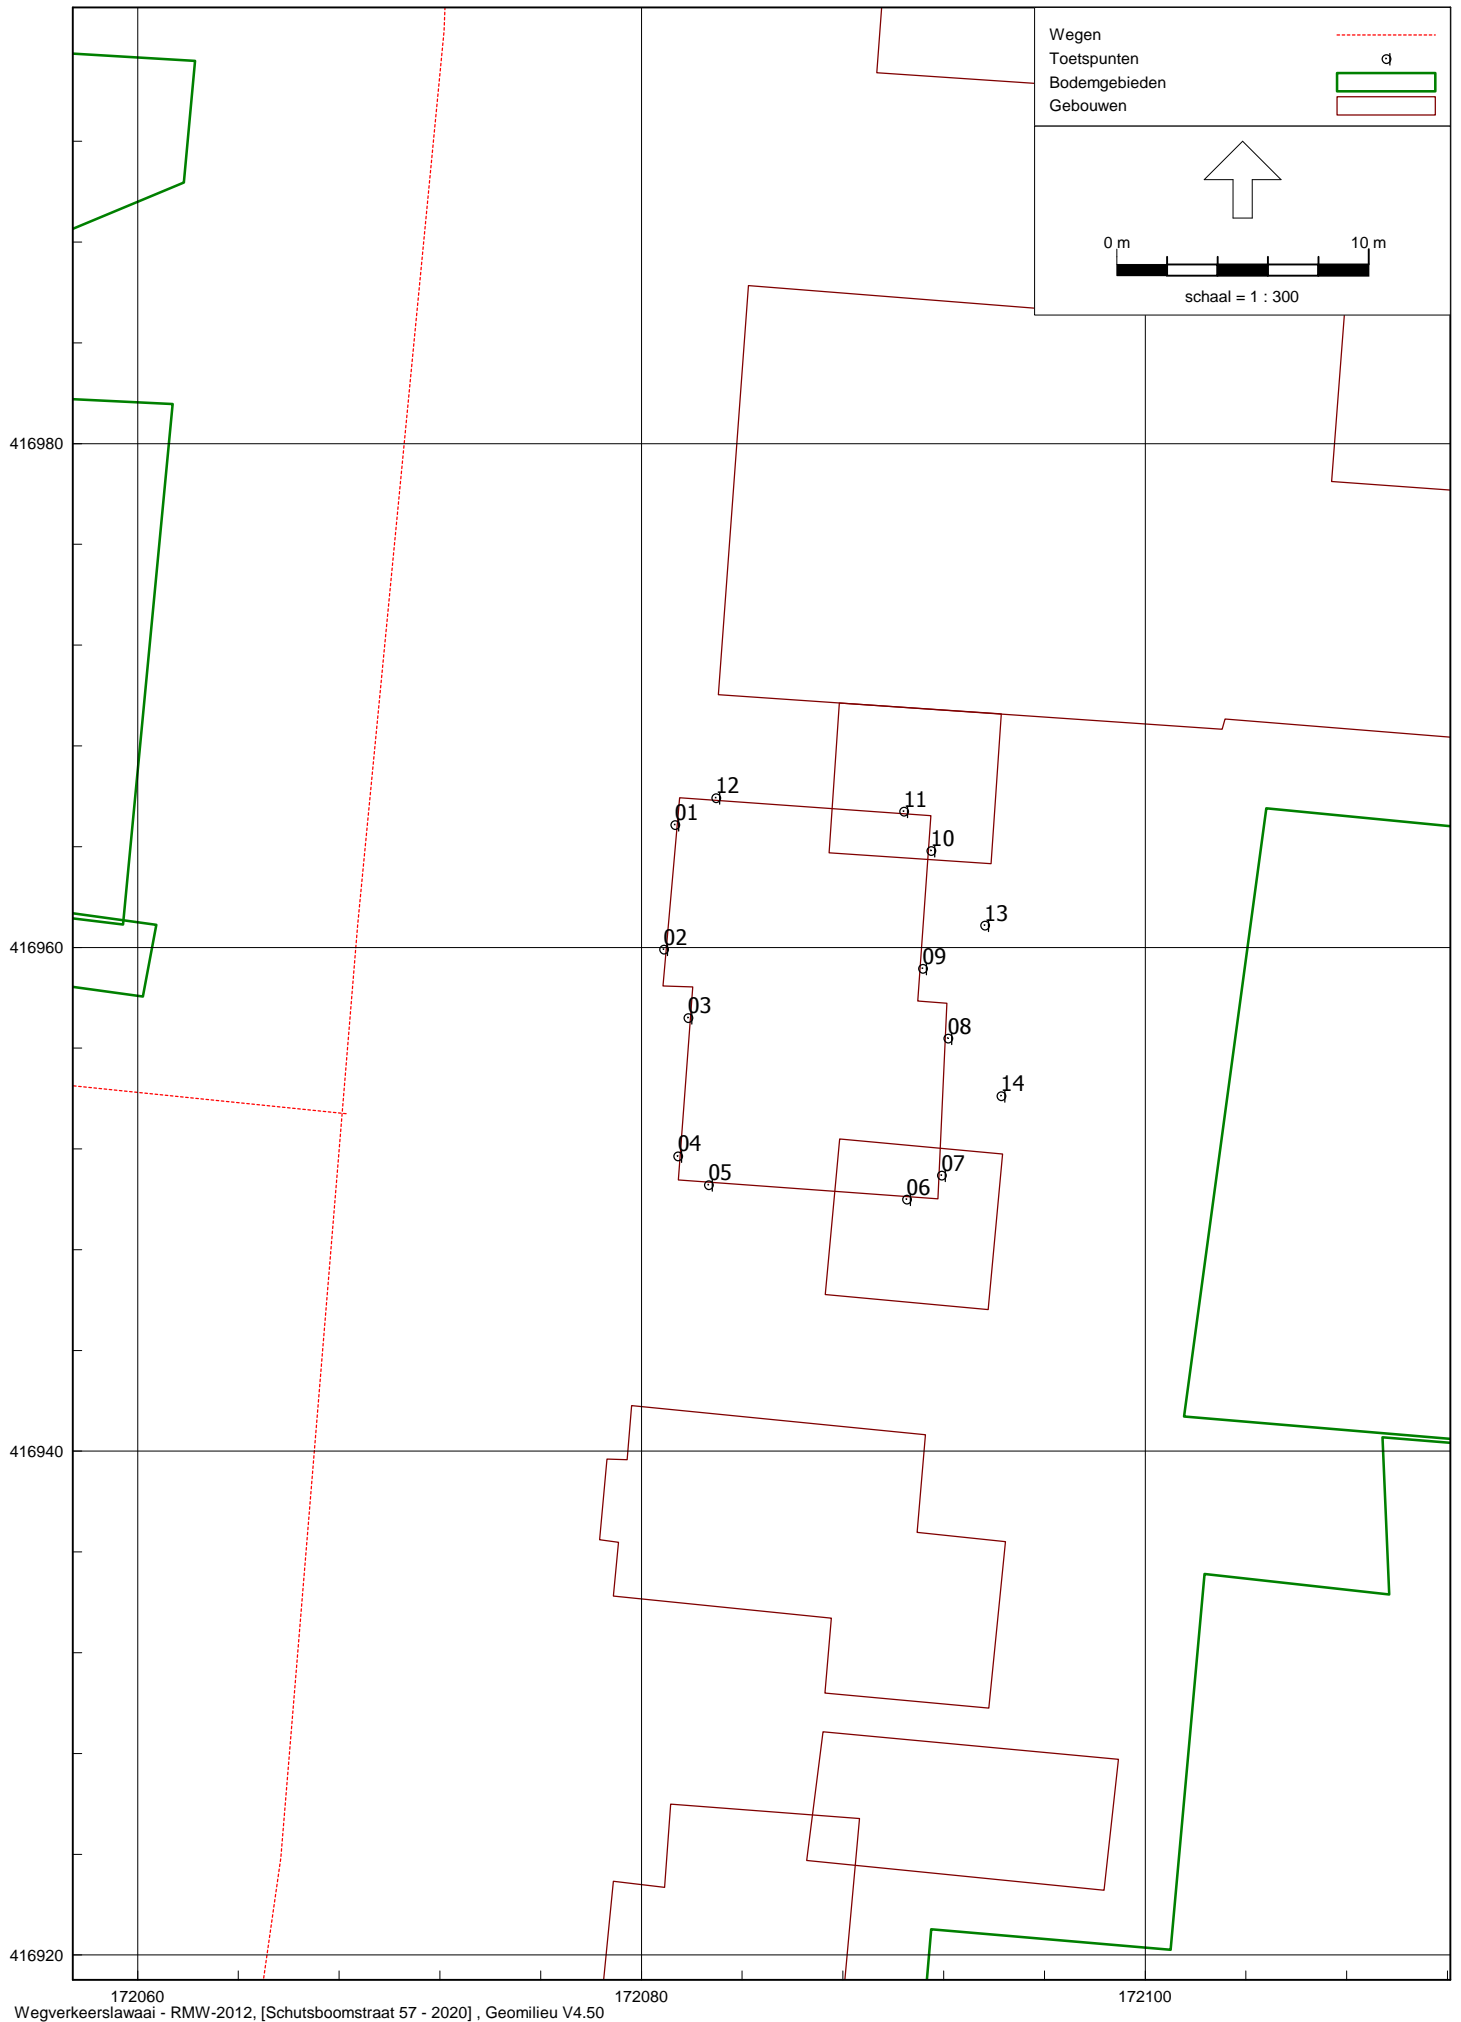 Wegen
Toetspunten
Bodemgebieden
Gebouwen
0 m 10 m
schaal = 1 : 300
416980
12
11
01
10
13
416960
02
09
03
08
14
04
07
05
06
416940
416920
172060 172080 172100
Wegverkeerslawaai - RMW-2012, [Schutsboomstraat 57 - 2020] , Geomilieu V4.50